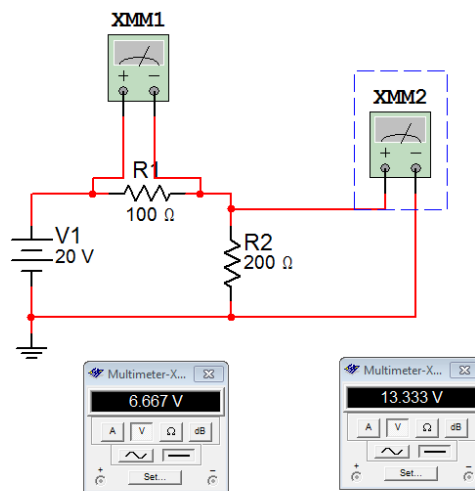 XMM1
XMM2
R1
100 Ω
V1
20 V
R2
200 Ω
Multimeter-X...
6.667 V
A V Ω dB
Set...
+ -
Multimeter-X...
13.333 V
A V Ω dB
Set...
+ -